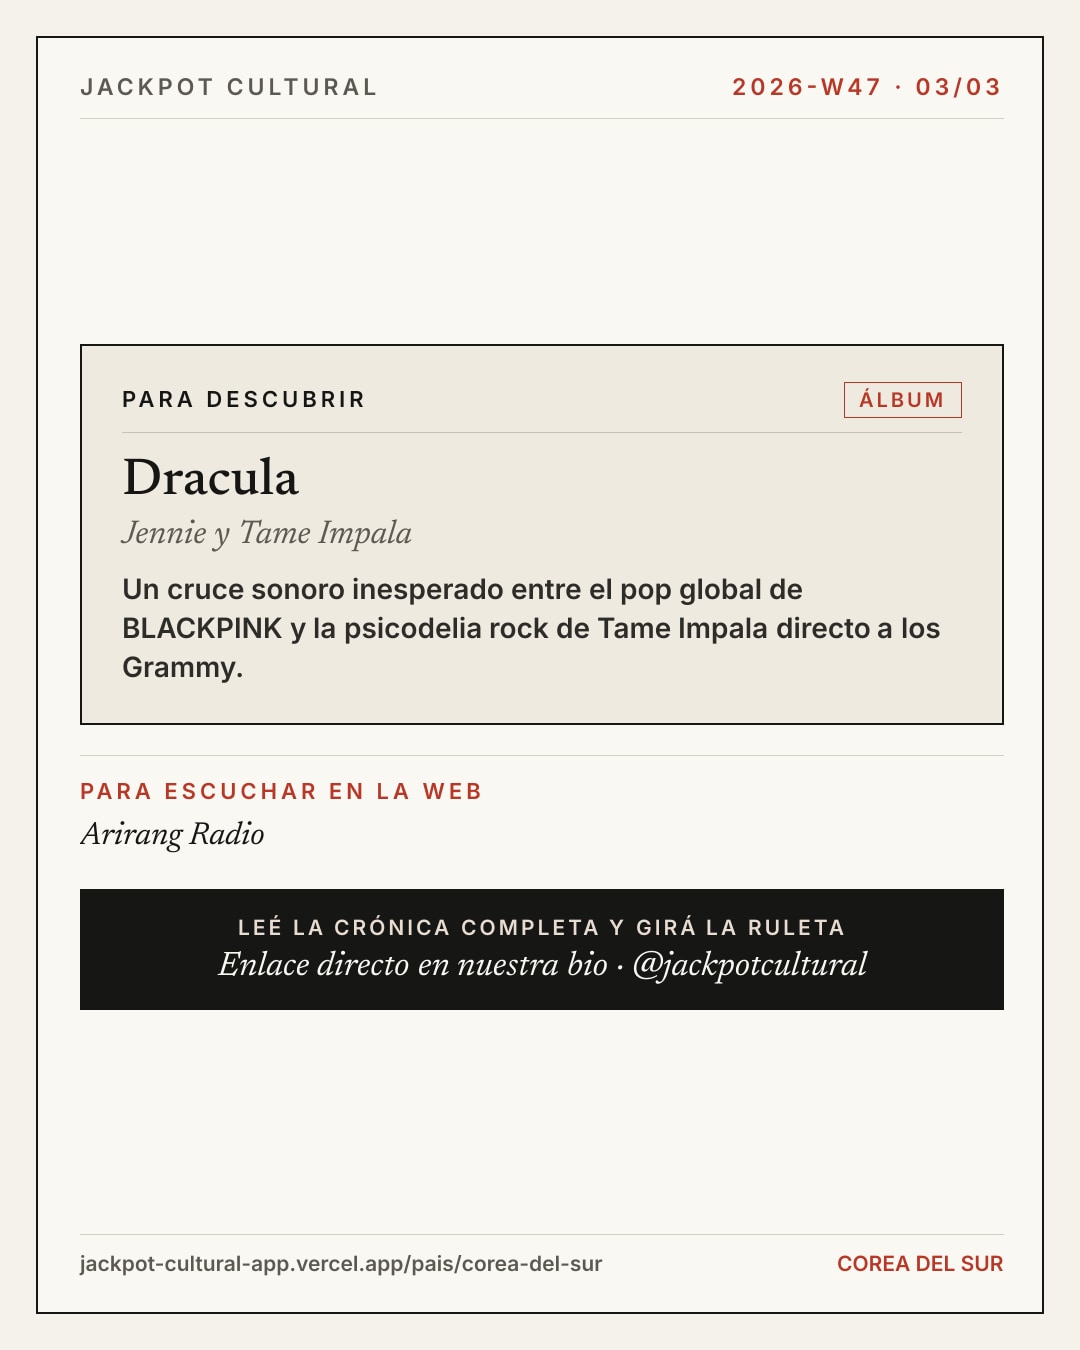 JACKPOT CULTURAL
2026-W47 · 03/03
PARA DESCUBRIR
ÁLBUM
Dracula
Jennie y Tame Impala
Un cruce sonoro inesperado entre el pop global de
BLACKPINK y la psicodelia rock de Tame Impala directo a los
Grammy.
PARA ESCUCHAR EN LA WEB
Arirang Radio
LEÉ LA CRÓNICA COMPLETA Y GIRÁ LA RULETA
Enlace directo en nuestra bio · @jackpotcultural
jackpot-cultural-app.vercel.app/pais/corea-del-sur
COREA DEL SUR